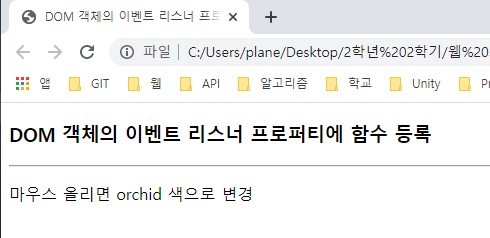 DOM 객체의 이벤트 리스너 프로
파일 | C:/Users/plane/Desktop/2학년%202학기/웹%20
앱 GIT 웹 API 알고리즘 학교 Unity
DOM 객체의 이벤트 리스너 프로퍼티에 함수 등록
마우스 올리면 orchid 색으로 변경